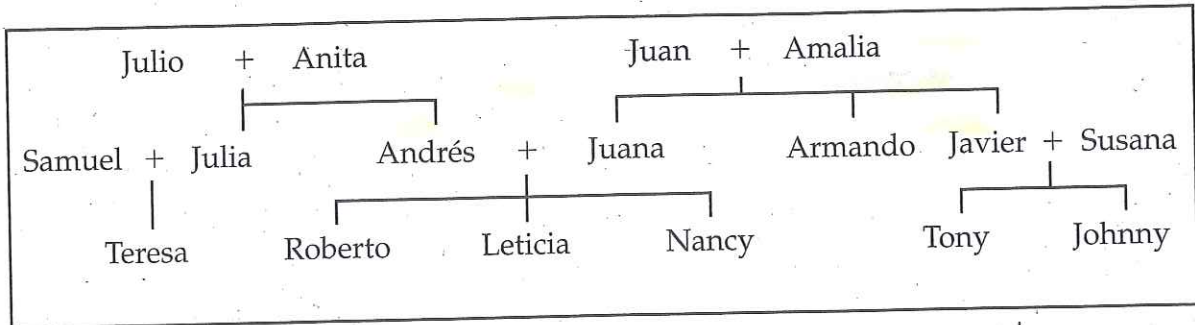 Julio + Anita Juan + Amalia
Samuel + Julia Andrés + Juana Armando Javier + Susana
Teresa Roberto Leticia Nancy Tony Johnny